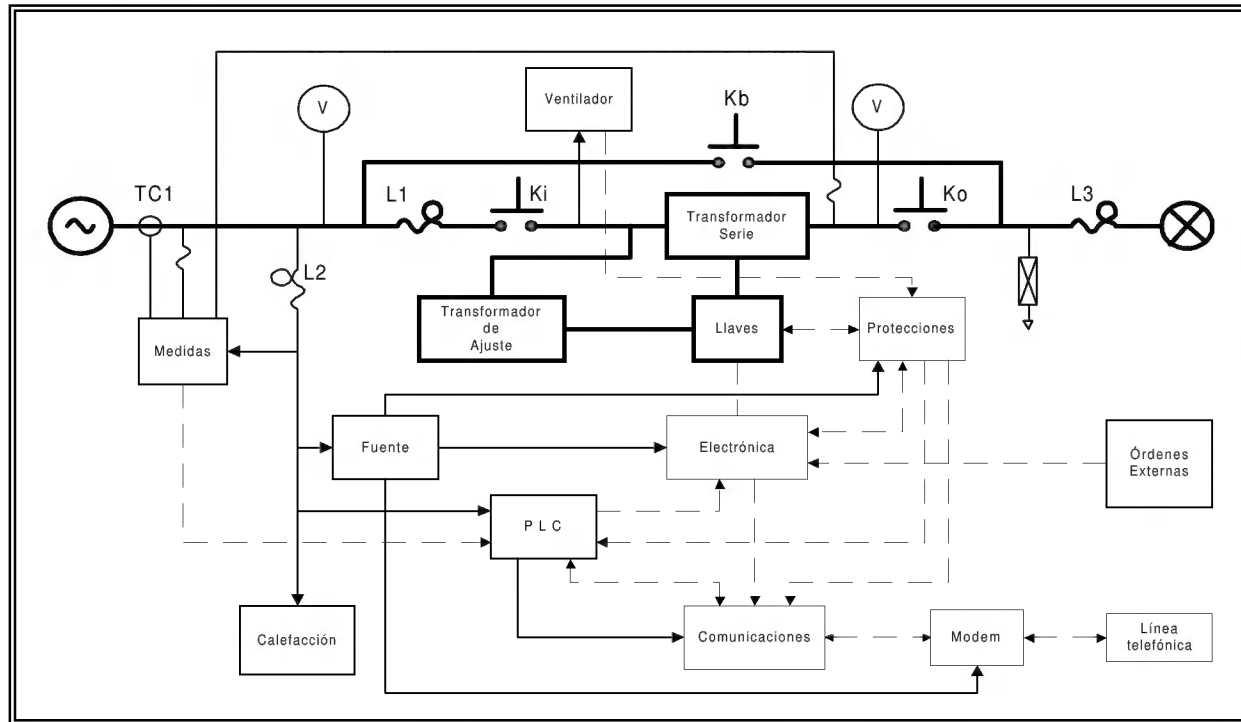 V
Ventilador
Kb
V
TC1
L1
Ki
Transformador
Serie
Ko
L3
L2
Transformador
de
Ajuste
Llaves
Protecciones
Medidas
Fuente
Electrónica
Órdenes
Externas
PLC
Calefacción
Comunicaciones
Modem
Línea
telefónica